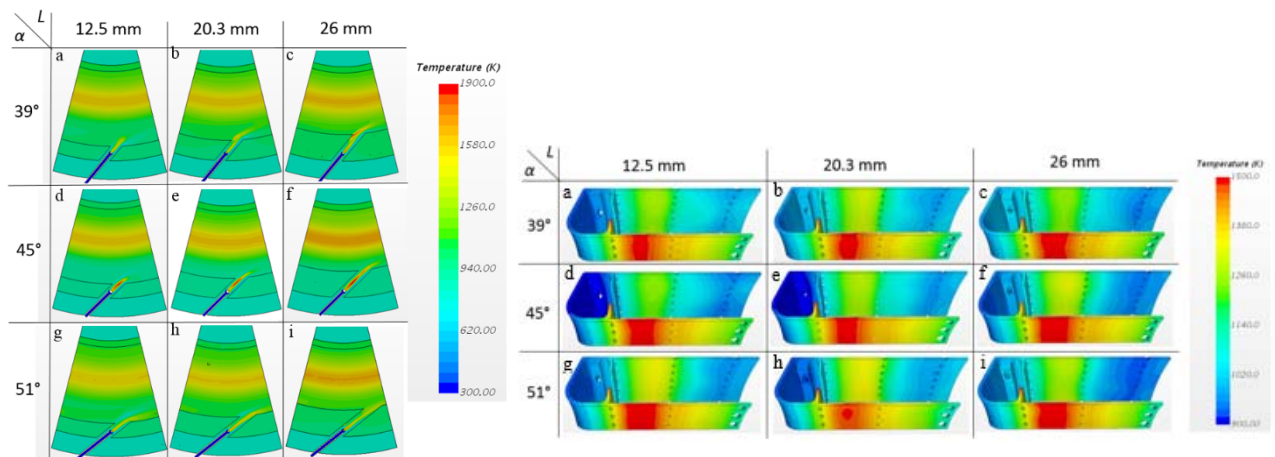 L
α
12.5 mm 20.3 mm 26 mm
a b c
39°
d e f
45°
g h i
51°
Temperature (K)
1900.0
1580.0
1260.0
940.00
620.00
300.00
L
α
12.5 mm 20.3 mm 26 mm
a b c
39°
d e f
45°
g h i
51°
Temperature (K)
1380.0
1260.0
1140.0
1020.0
900.00